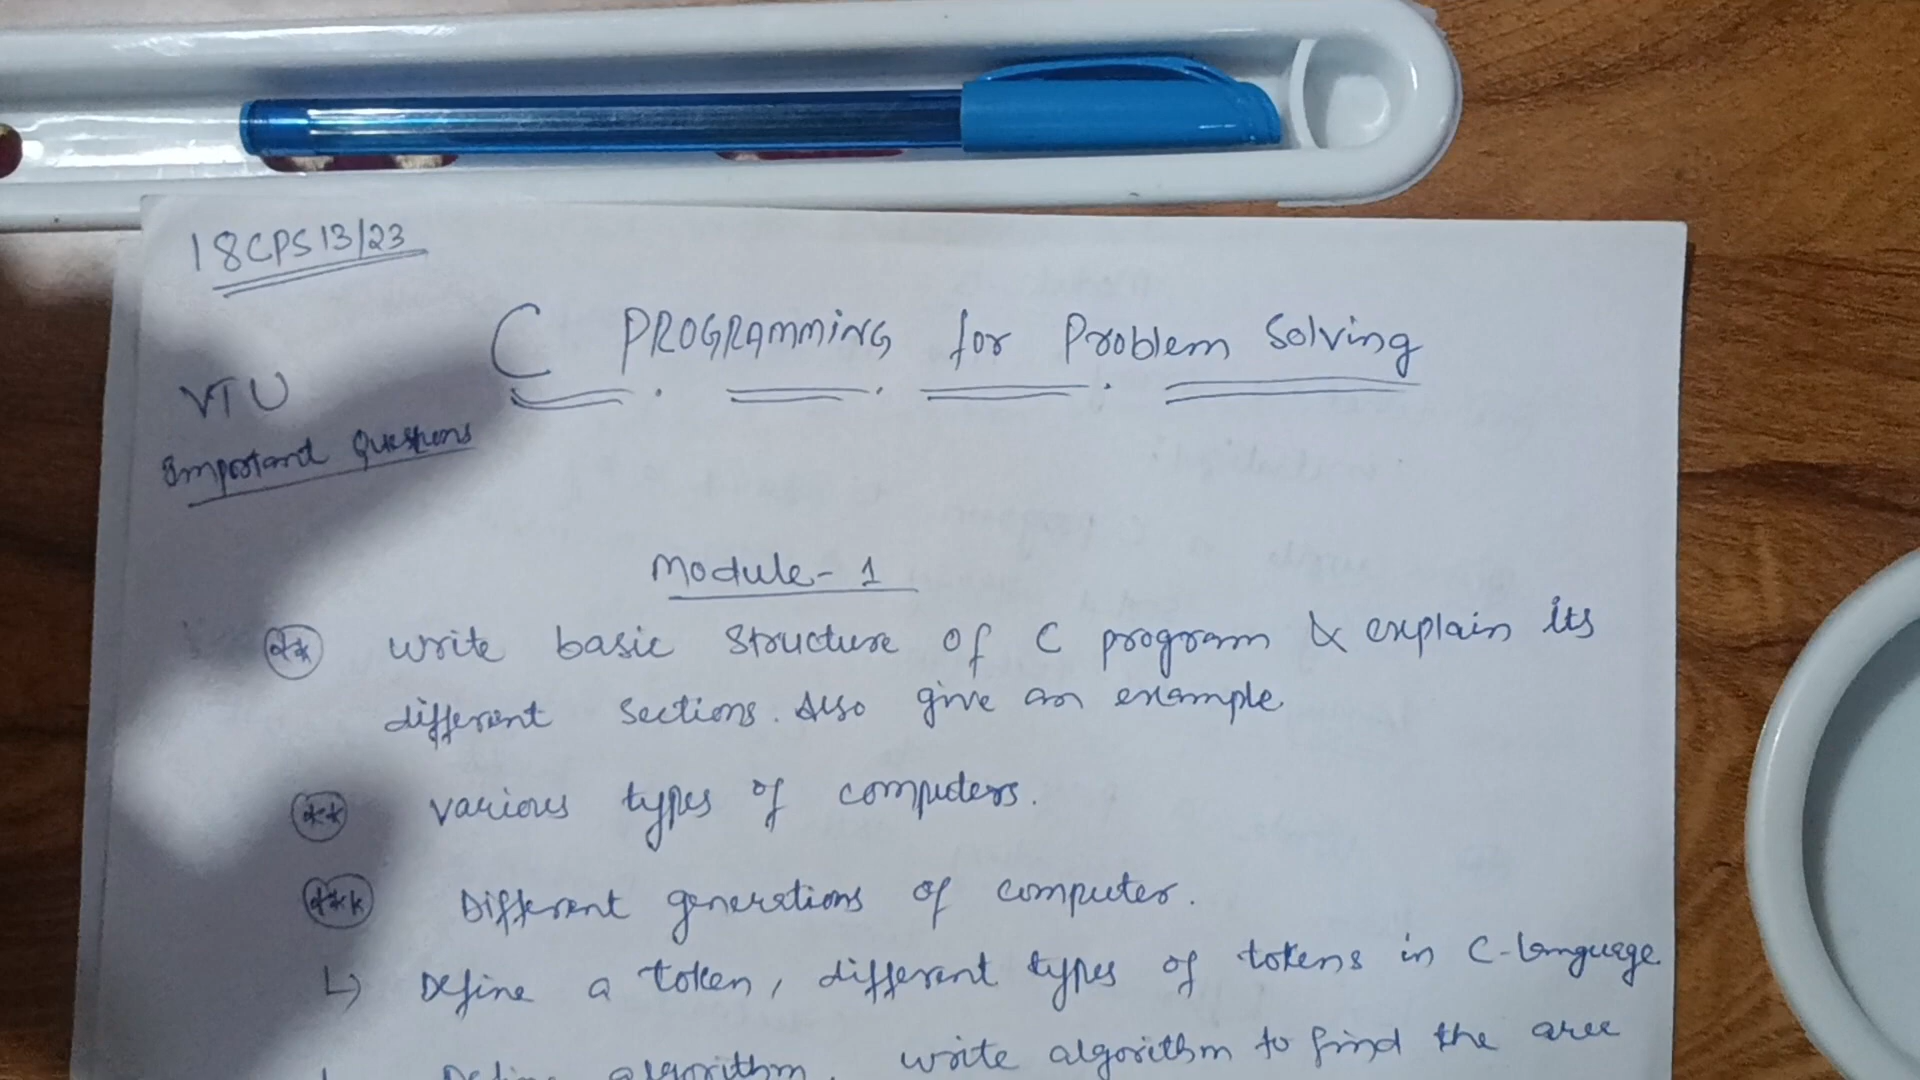 18CPS13/23
C PROGRAMMING for Problem Solving
VTU
Important Questions
Module - 1
** write basic structure of C program & explain its
different sections. Also give an example.
** various types of computers.
*** Different generations of computer.
↳ Define a token, different types of tokens in C-language
Define algorithm. write algorithm to find the area